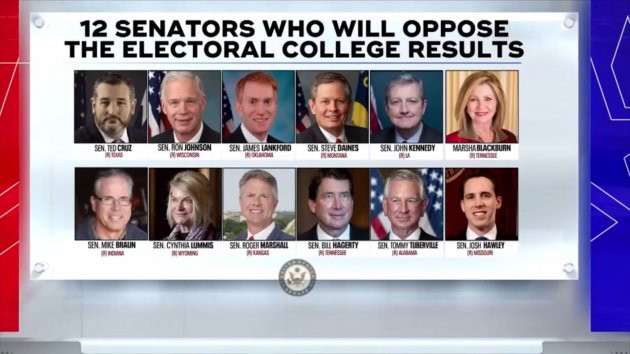 12 SENATORS WHO WILL OPPOSE
THE ELECTORAL COLLEGE RESULTS
SEN. TED CRUZ
(R) TEXAS
SEN. RON JOHNSON
(R) WISCONSIN
SEN. JAMES LANKFORD
(R) OKLAHOMA
SEN. STEVE DAINES
(R) MONTANA
SEN. JOHN KENNEDY
(R) LA
MARSHA BLACKBURN
(R) TENNESSEE
SEN. MIKE BRAUN
(R) INDIANA
SEN. CYNTHIA LUMMIS
(R) WYOMING
SEN. ROGER MARSHALL
(R) KANSAS
SEN. BILL HAGERTY
(R) TENNESSEE
SEN. TOMMY TUBERVILLE
(R) ALABAMA
SEN. JOSH HAWLEY
(R) MISSOURI